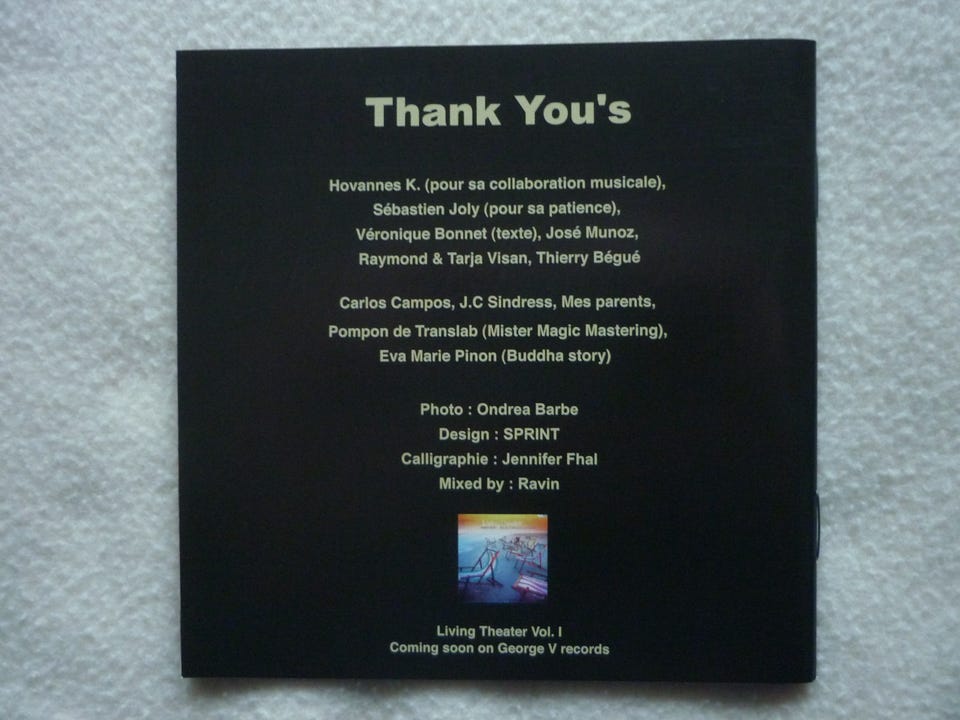 Thank You's
Hovannes K. (pour sa collaboration musicale),
Sébastien Joly (pour sa patience),
Véronique Bonnet (texte), José Munoz,
Raymond & Tarja Visan, Thierry Bégué
Carlos Campos, J.C Sindress, Mes parents,
Pompon de Translab (Mister Magic Mastering),
Eva Marie Pinon (Buddha story)
Photo : Ondrea Barbe
Design : SPRINT
Calligraphie : Jennifer Fhal
Mixed by : Ravin
Living Theater
Living Theater Vol. I
Coming soon on George V records